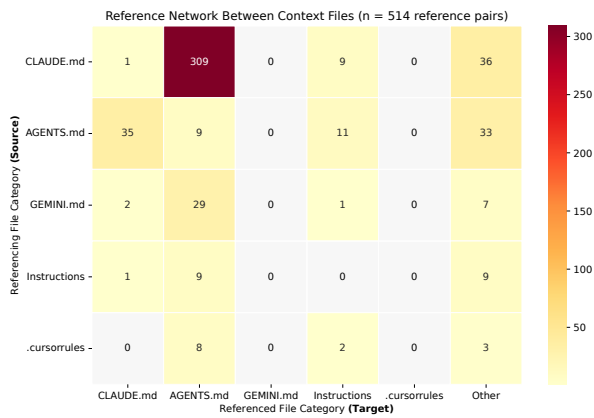 Reference Network Between Context Files (n = 514 reference pairs)
CLAUDE.md 1 309 0 9 0 36
AGENTS.md 35 9 0 11 0 33
GEMINI.md 2 29 0 1 0 7
Instructions 1 9 0 0 0 9
.cursorrules 0 8 0 2 0 3
CLAUDE.md AGENTS.md GEMINI.md Instructions .cursorrules Other
Referenced File Category (Target)
Referencing File Category (Source)
300
250
200
150
100
50